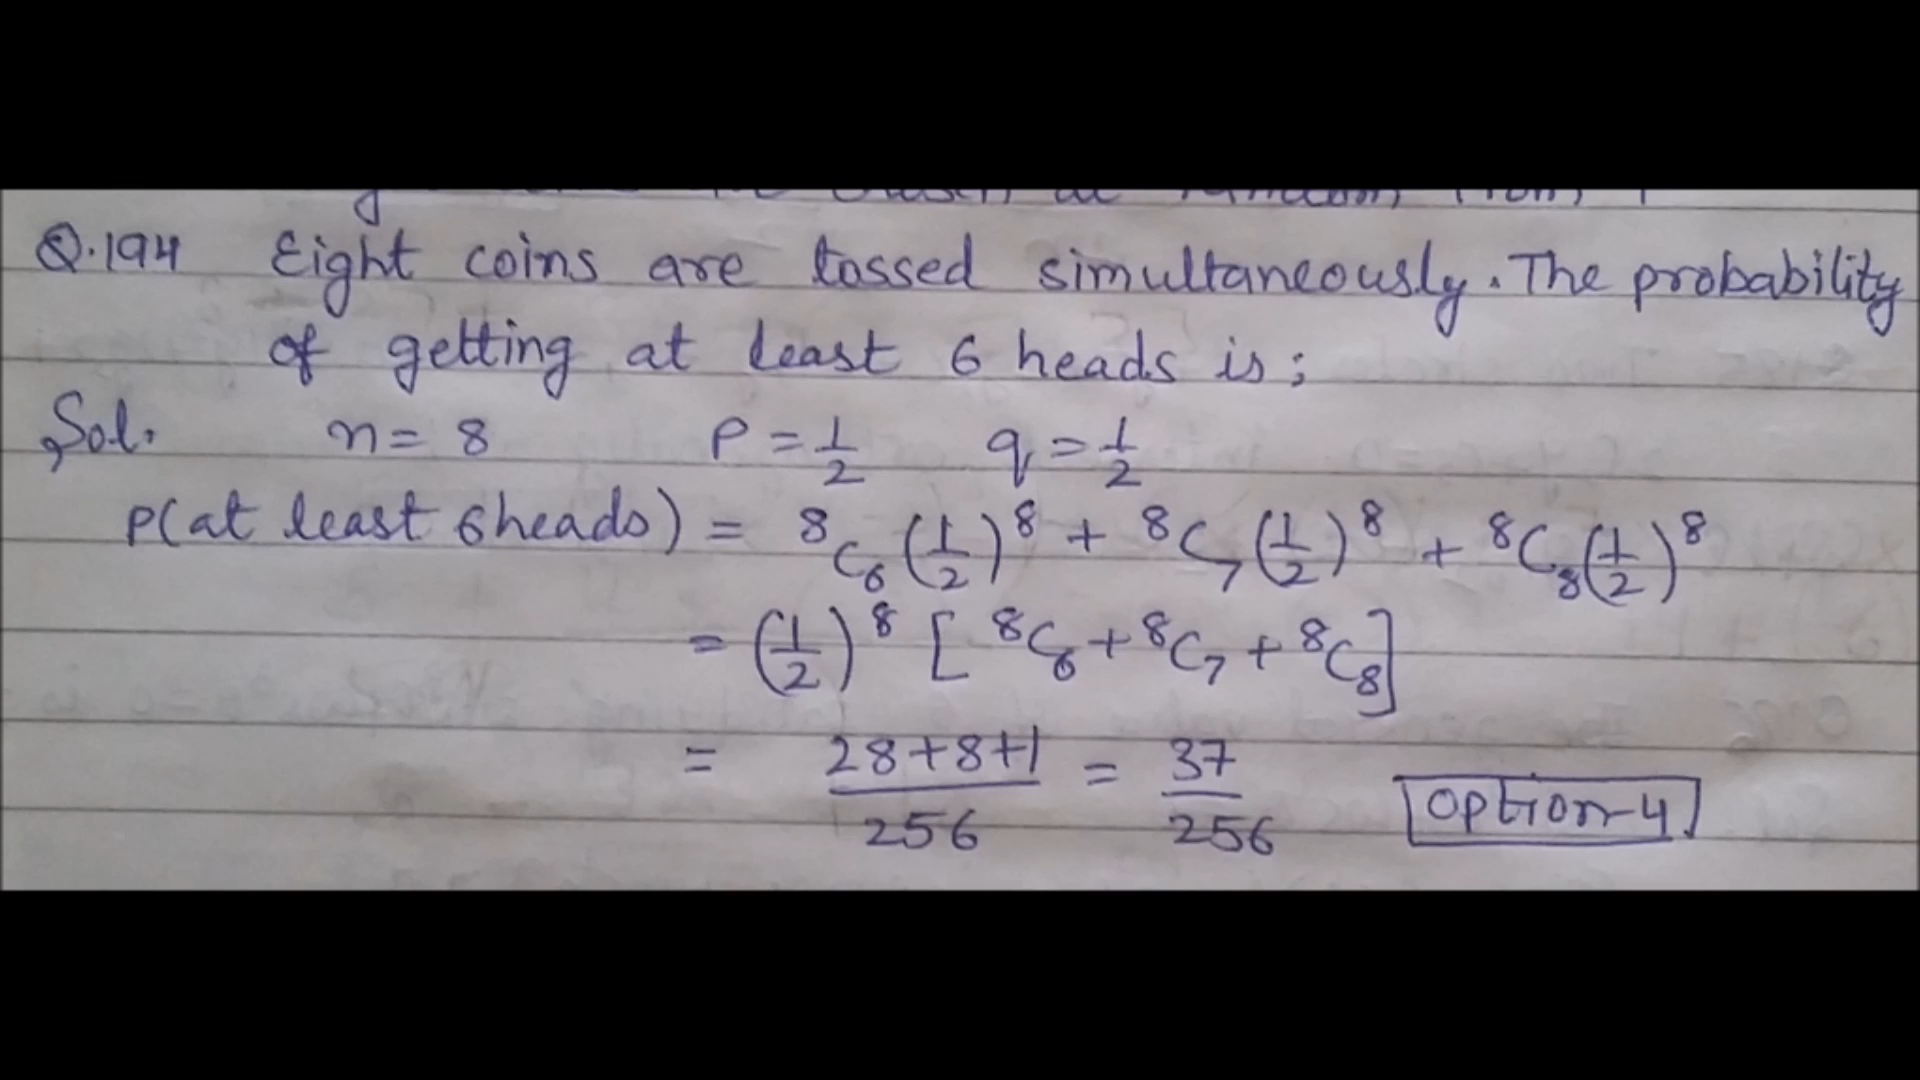 Q.194 Eight coins are tossed simultaneously. The probability
of getting at least 6 heads is;
Sol. n = 8 P = 1/2 q = 1/2
P(at least 6 heads) = ⁸C₆ (1/2)⁸ + ⁸C₇ (1/2)⁸ + ⁸C₈ (1/2)⁸
= (1/2)⁸ [ ⁸C₆ + ⁸C₇ + ⁸C₈ ]
= (28+8+1)/256 = 37/256 Option-4